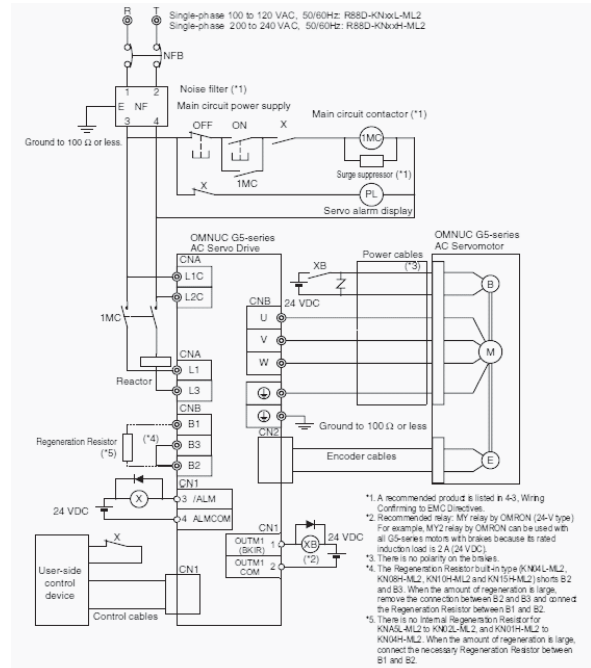 R T
Single-phase 100 to 120 VAC, 50/60Hz: R88D-KNxxL-ML2
Single-phase 200 to 240 VAC, 50/60Hz: R88D-KNxxH-ML2
NFB
1 2
E NF
3 4
Noise filter (*1)
Main circuit power supply
Ground to 100 Ω or less.
OFF ON X
Main circuit contactor (*1)
1MC
Surge suppressor (*1)
1MC
X
PL
Servo alarm display
OMNUC G5-series
AC Servo Drive
OMNUC G5-series
AC Servomotor
CNA
L1C
L2C
1MC
CNA
L1
L3
Reactor
CNB
B1
B3
B2
Regeneration Resistor
(*5)
(*4)
XB
24 VDC
Power cables
(*3)
B
CNB
U
V
W
M
Ground to 100 Ω or less
CN2
Encoder cables
E
CN1
X
3 /ALM
24 VDC
4 ALMCOM
CN1
OUTM1
(BKIR)
1
XB
(*2)
24 VDC
OUTM1
COM
2
X
User-side
control
device
CN1
Control cables
*1. A recommended product is listed in 4-3, Wiring
Confirming to EMC Directives.
*2. Recommended relay: MY relay by OMRON (24-V type)
For example, MY2 relay by OMRON can be used with
all G5-series motors with brakes because its rated
induction load is 2 A (24 VDC).
*3. There is no polarity on the brakes.
*4. The Regeneration Resistor built-in type (KN04L-ML2,
KN08H-ML2, KN10H-ML2 and KN15H-ML2) shorts B2
and B3. When the amount of regeneration is large,
remove the connection between B2 and B3 and connect
the Regeneration Resistor between B1 and B2.
*5. There is no Internal Regeneration Resistor for
KNA5L-ML2 to KN02L-ML2, and KN01H-ML2 to
KN04H-ML2. When the amount of regeneration is large,
connect the necessary Regeneration Resistor between
B1 and B2.